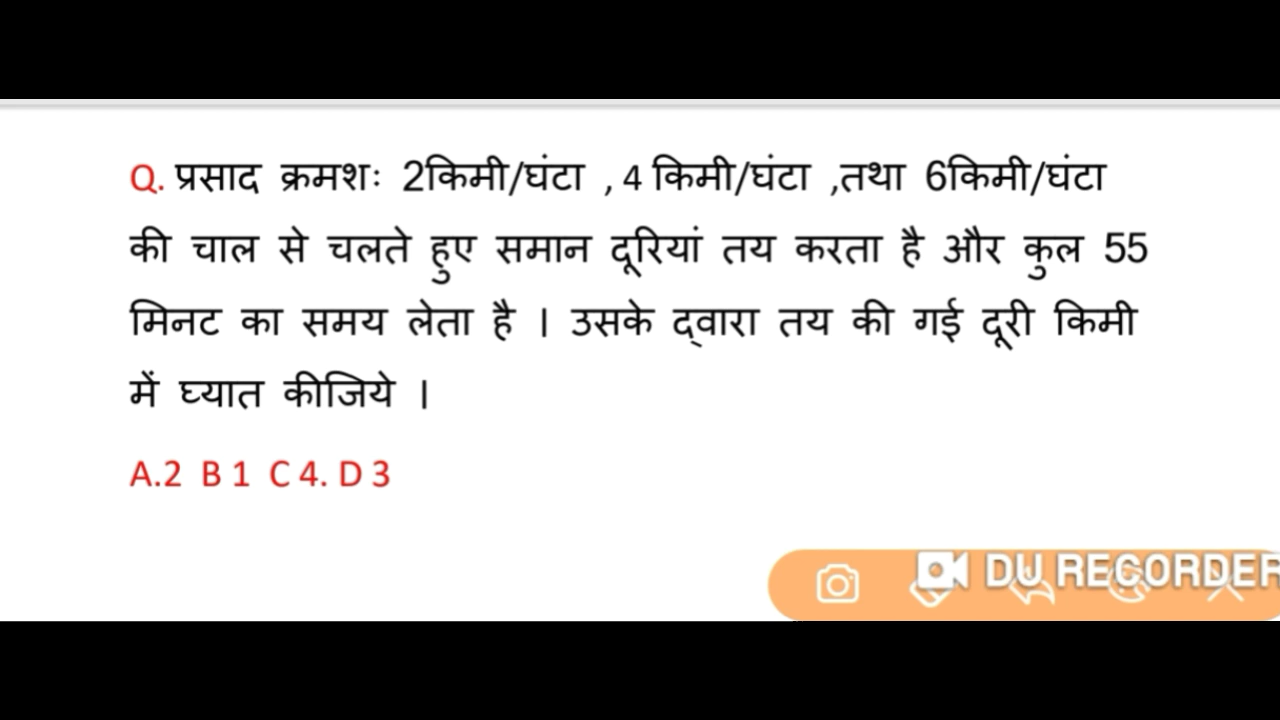 Q. प्रसाद क्रमशः 2किमी/घंटा , 4 किमी/घंटा ,तथा 6किमी/घंटा
की चाल से चलते हुए समान दूरियां तय करता है और कुल 55
मिनट का समय लेता है । उसके द्वारा तय की गई दूरी किमी
में घ्यात कीजिये ।
A.2 B 1 C 4. D 3
DU RECORDER